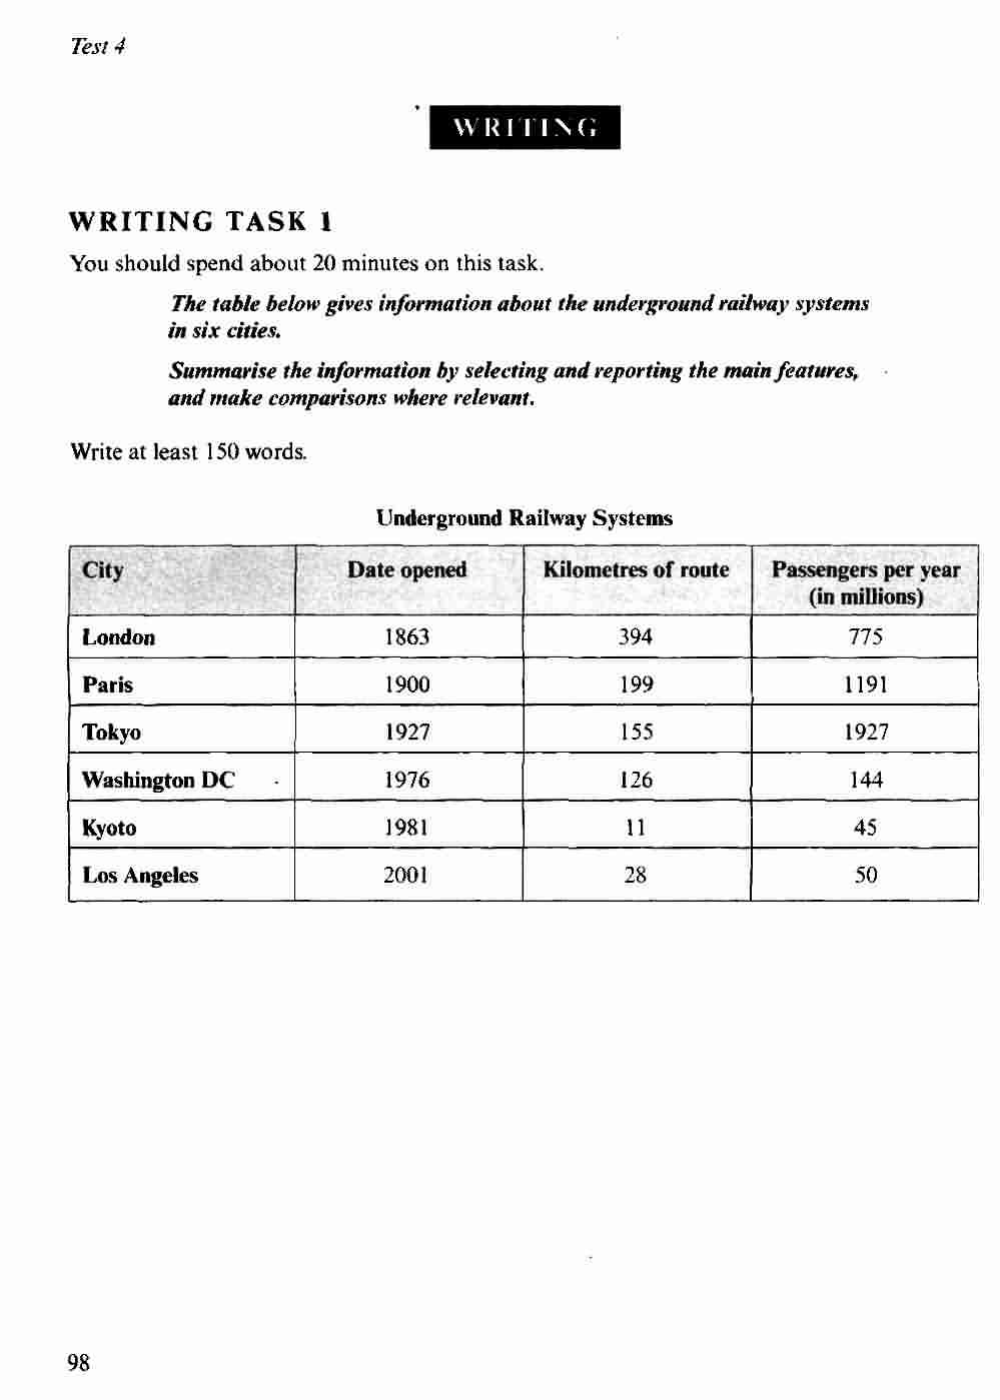 Test 4
WRITING
WRITING TASK 1
You should spend about 20 minutes on this task.
The table below gives information about the underground railway systems
in six cities.
Summarise the information by selecting and reporting the main features,
and make comparisons where relevant.
Write at least 150 words.
Underground Railway Systems
City Date opened Kilometres of route Passengers per year
(in millions)
London 1863 394 775
Paris 1900 199 1191
Tokyo 1927 155 1927
Washington DC 1976 126 144
Kyoto 1981 11 45
Los Angeles 2001 28 50
98